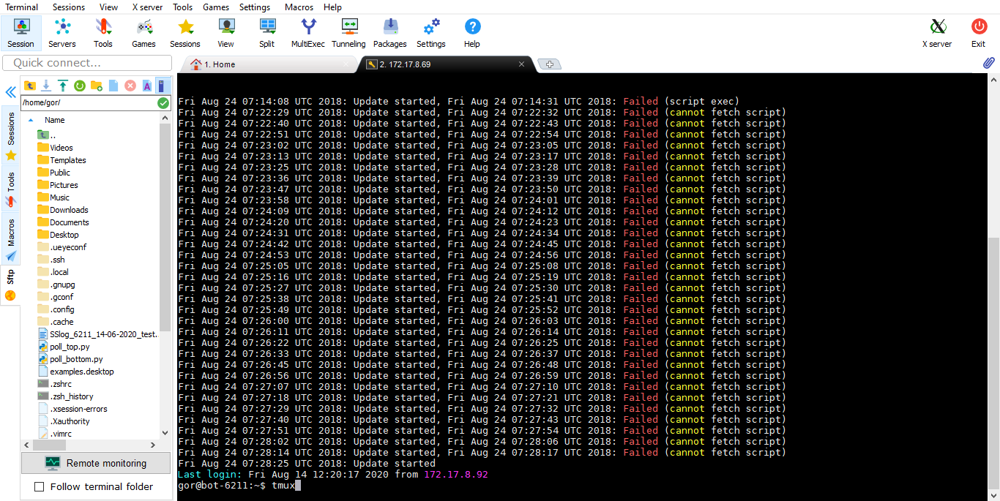 Terminal Sessions View X server Tools Games Settings Macros Help
Session Servers Tools Games Sessions View Split MultiExec Tunneling Packages Settings Help X server Exit
Quick connect...
1. Home
2. 172.17.8.69
Sessions
Tools
Macros
Sftp
/home/gor/
Name
..
Videos
Templates
Public
Pictures
Music
Downloads
Documents
Desktop
.ueyeconf
.ssh
.local
.gnupg
.gconf
.config
.cache
SSlog_6211_14-06-2020_test..
poll_top.py
poll_bottom.py
examples.desktop
.zshrc
.zsh_history
.xsession-errors
.Xauthority
.vimrc
Remote monitoring
Follow terminal folder
Fri Aug 24 07:14:08 UTC 2018: Update started, Fri Aug 24 07:14:31 UTC 2018: Failed (script exec)
Fri Aug 24 07:22:29 UTC 2018: Update started, Fri Aug 24 07:22:32 UTC 2018: Failed (cannot fetch script)
Fri Aug 24 07:22:40 UTC 2018: Update started, Fri Aug 24 07:22:43 UTC 2018: Failed (cannot fetch script)
Fri Aug 24 07:22:51 UTC 2018: Update started, Fri Aug 24 07:22:54 UTC 2018: Failed (cannot fetch script)
Fri Aug 24 07:23:02 UTC 2018: Update started, Fri Aug 24 07:23:05 UTC 2018: Failed (cannot fetch script)
Fri Aug 24 07:23:13 UTC 2018: Update started, Fri Aug 24 07:23:17 UTC 2018: Failed (cannot fetch script)
Fri Aug 24 07:23:25 UTC 2018: Update started, Fri Aug 24 07:23:28 UTC 2018: Failed (cannot fetch script)
Fri Aug 24 07:23:36 UTC 2018: Update started, Fri Aug 24 07:23:39 UTC 2018: Failed (cannot fetch script)
Fri Aug 24 07:23:47 UTC 2018: Update started, Fri Aug 24 07:23:50 UTC 2018: Failed (cannot fetch script)
Fri Aug 24 07:23:58 UTC 2018: Update started, Fri Aug 24 07:24:01 UTC 2018: Failed (cannot fetch script)
Fri Aug 24 07:24:09 UTC 2018: Update started, Fri Aug 24 07:24:12 UTC 2018: Failed (cannot fetch script)
Fri Aug 24 07:24:20 UTC 2018: Update started, Fri Aug 24 07:24:23 UTC 2018: Failed (cannot fetch script)
Fri Aug 24 07:24:31 UTC 2018: Update started, Fri Aug 24 07:24:34 UTC 2018: Failed (cannot fetch script)
Fri Aug 24 07:24:42 UTC 2018: Update started, Fri Aug 24 07:24:45 UTC 2018: Failed (cannot fetch script)
Fri Aug 24 07:24:53 UTC 2018: Update started, Fri Aug 24 07:24:56 UTC 2018: Failed (cannot fetch script)
Fri Aug 24 07:25:05 UTC 2018: Update started, Fri Aug 24 07:25:08 UTC 2018: Failed (cannot fetch script)
Fri Aug 24 07:25:16 UTC 2018: Update started, Fri Aug 24 07:25:19 UTC 2018: Failed (cannot fetch script)
Fri Aug 24 07:25:27 UTC 2018: Update started, Fri Aug 24 07:25:30 UTC 2018: Failed (cannot fetch script)
Fri Aug 24 07:25:38 UTC 2018: Update started, Fri Aug 24 07:25:41 UTC 2018: Failed (cannot fetch script)
Fri Aug 24 07:25:49 UTC 2018: Update started, Fri Aug 24 07:25:52 UTC 2018: Failed (cannot fetch script)
Fri Aug 24 07:26:00 UTC 2018: Update started, Fri Aug 24 07:26:03 UTC 2018: Failed (cannot fetch script)
Fri Aug 24 07:26:11 UTC 2018: Update started, Fri Aug 24 07:26:14 UTC 2018: Failed (cannot fetch script)
Fri Aug 24 07:26:22 UTC 2018: Update started, Fri Aug 24 07:26:25 UTC 2018: Failed (cannot fetch script)
Fri Aug 24 07:26:33 UTC 2018: Update started, Fri Aug 24 07:26:37 UTC 2018: Failed (cannot fetch script)
Fri Aug 24 07:26:45 UTC 2018: Update started, Fri Aug 24 07:26:48 UTC 2018: Failed (cannot fetch script)
Fri Aug 24 07:26:56 UTC 2018: Update started, Fri Aug 24 07:26:59 UTC 2018: Failed (cannot fetch script)
Fri Aug 24 07:27:07 UTC 2018: Update started, Fri Aug 24 07:27:10 UTC 2018: Failed (cannot fetch script)
Fri Aug 24 07:27:18 UTC 2018: Update started, Fri Aug 24 07:27:21 UTC 2018: Failed (cannot fetch script)
Fri Aug 24 07:27:29 UTC 2018: Update started, Fri Aug 24 07:27:32 UTC 2018: Failed (cannot fetch script)
Fri Aug 24 07:27:40 UTC 2018: Update started, Fri Aug 24 07:27:43 UTC 2018: Failed (cannot fetch script)
Fri Aug 24 07:27:51 UTC 2018: Update started, Fri Aug 24 07:27:54 UTC 2018: Failed (cannot fetch script)
Fri Aug 24 07:28:02 UTC 2018: Update started, Fri Aug 24 07:28:06 UTC 2018: Failed (cannot fetch script)
Fri Aug 24 07:28:14 UTC 2018: Update started, Fri Aug 24 07:28:17 UTC 2018: Failed (cannot fetch script)
Fri Aug 24 07:28:25 UTC 2018: Update started
Last login: Fri Aug 14 12:20:17 2020 from 172.17.8.92
gor@bot-6211:~$ tmux